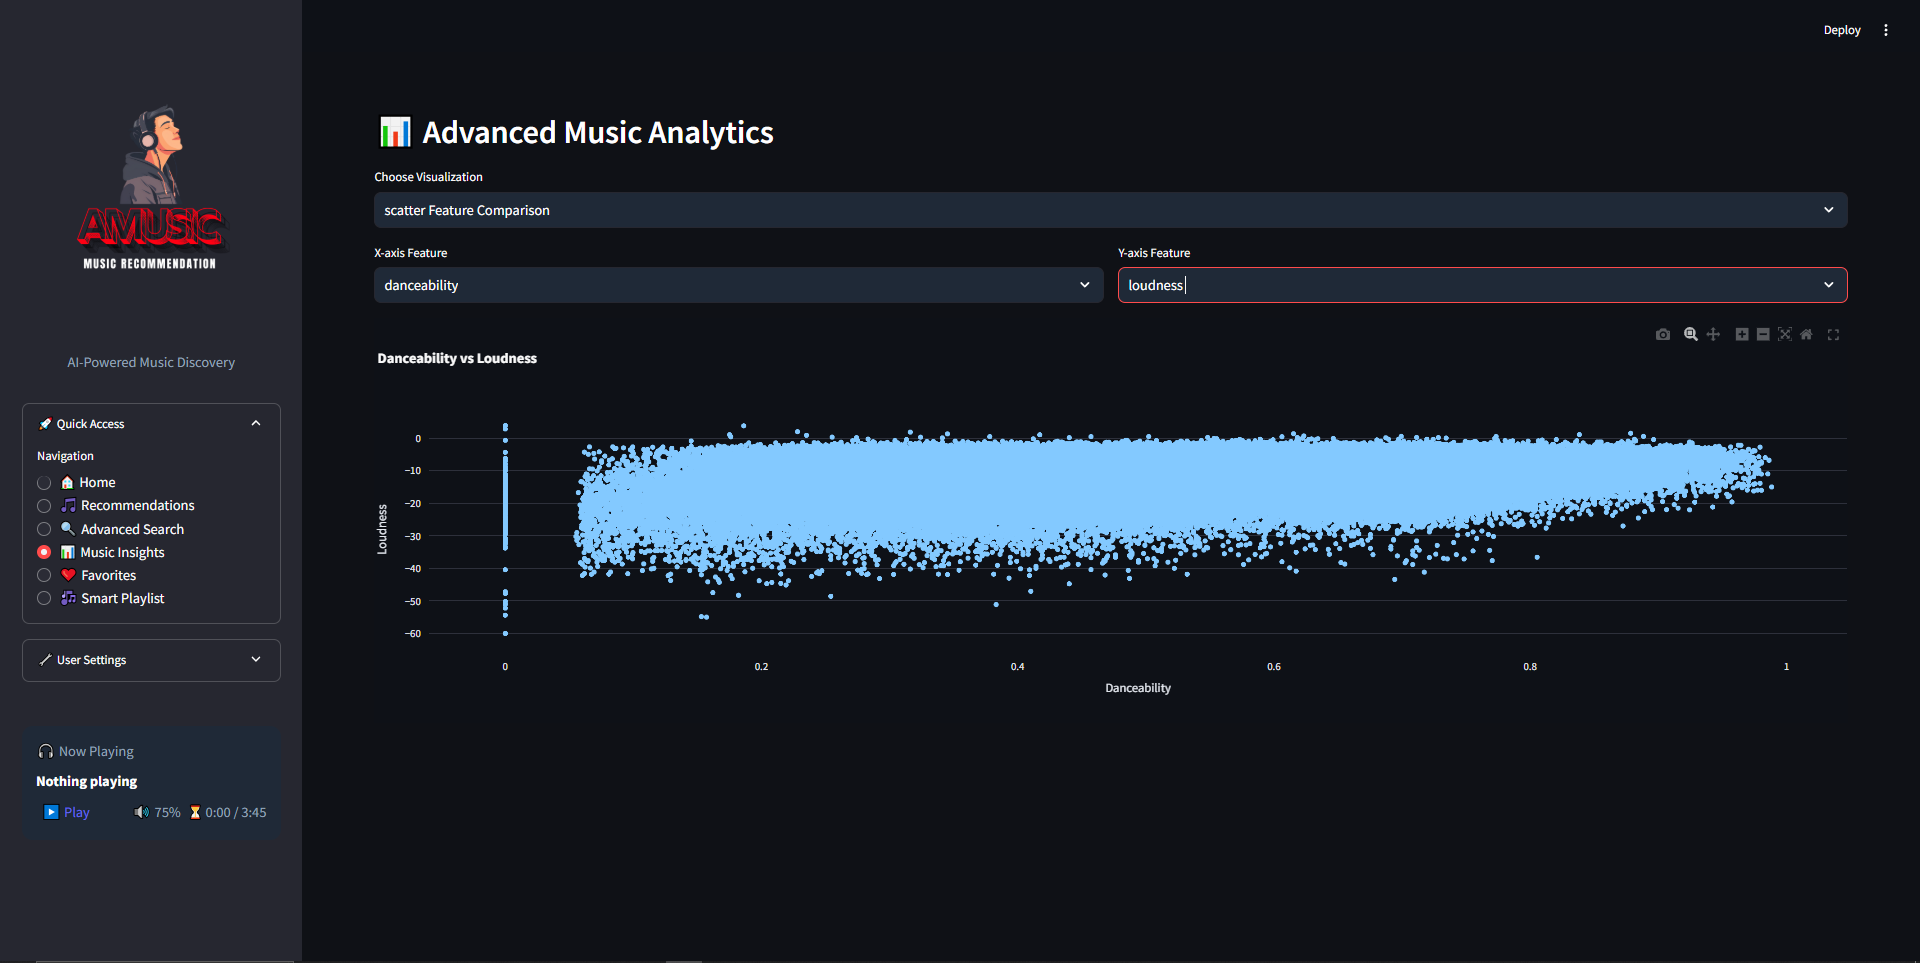 Deploy
AMUSIC
MUSIC RECOMMENDATION
AI-Powered Music Discovery
Quick Access
Navigation
Home
Recommendations
Advanced Search
Music Insights
Favorites
Smart Playlist
User Settings
Now Playing
Nothing playing
Play 75% 0:00 / 3:45
Advanced Music Analytics
Choose Visualization
scatter Feature Comparison
X-axis Feature
danceability
Y-axis Feature
loudness
Danceability vs Loudness
Loudness
0
−10
−20
−30
−40
−50
−60
0 0.2 0.4 0.6 0.8 1
Danceability